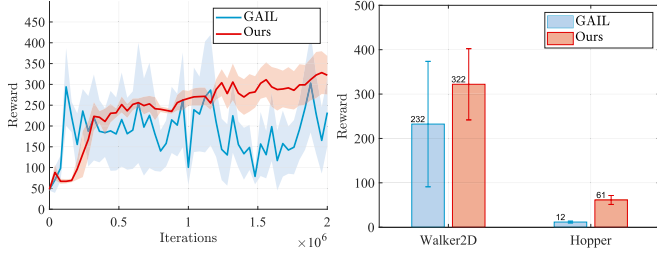 GAIL
Ours
Reward
450
400
350
300
250
200
150
100
50
0
0
0.5
1
1.5
2
Iterations
×10⁶
GAIL
Ours
Reward
500
400
300
200
100
0
232
322
12
61
Walker2D
Hopper